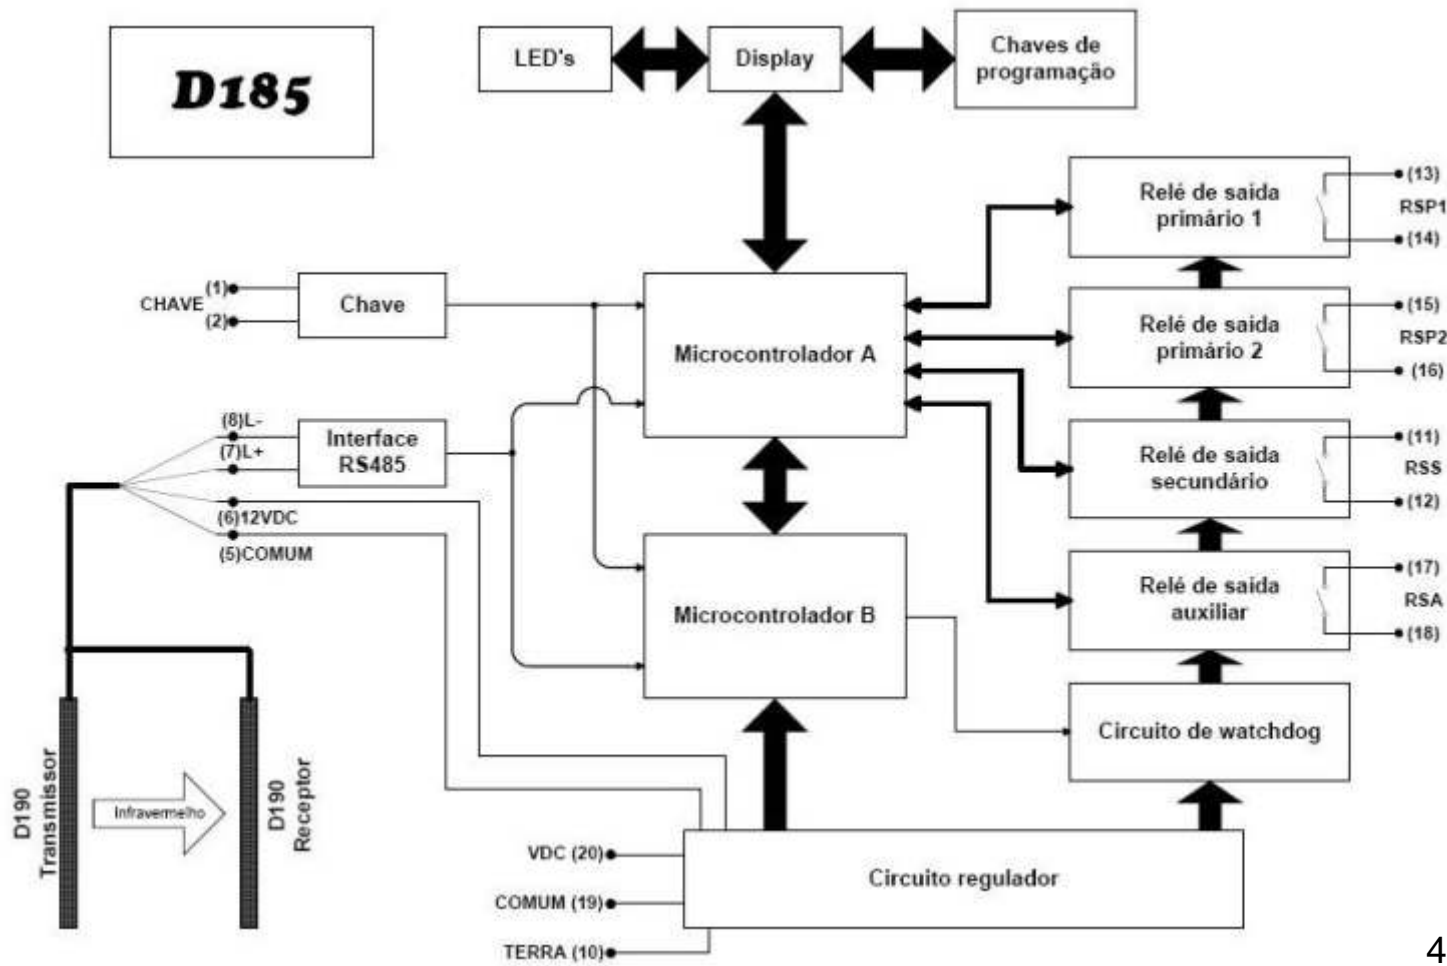 D185
LED's
Display
Chaves de
programação
Relé de saida
primário 1
(13)
RSP1
(14)
CHAVE
(1)
(2)
Chave
Microcontrolador A
Relé de saida
primário 2
(15)
RSP2
(16)
(8)L-
(7)L+
(6)12VDC
(5)COMUM
Interface
RS485
Relé de saida
secundário
(11)
RSS
(12)
Microcontrolador B
Relé de saida
auxiliar
(17)
RSA
(18)
Circuito de watchdog
D190
Transmissor
Infravermelho
D190
Receptor
VDC (20)
COMUM (19)
TERRA (10)
Circuito regulador
4